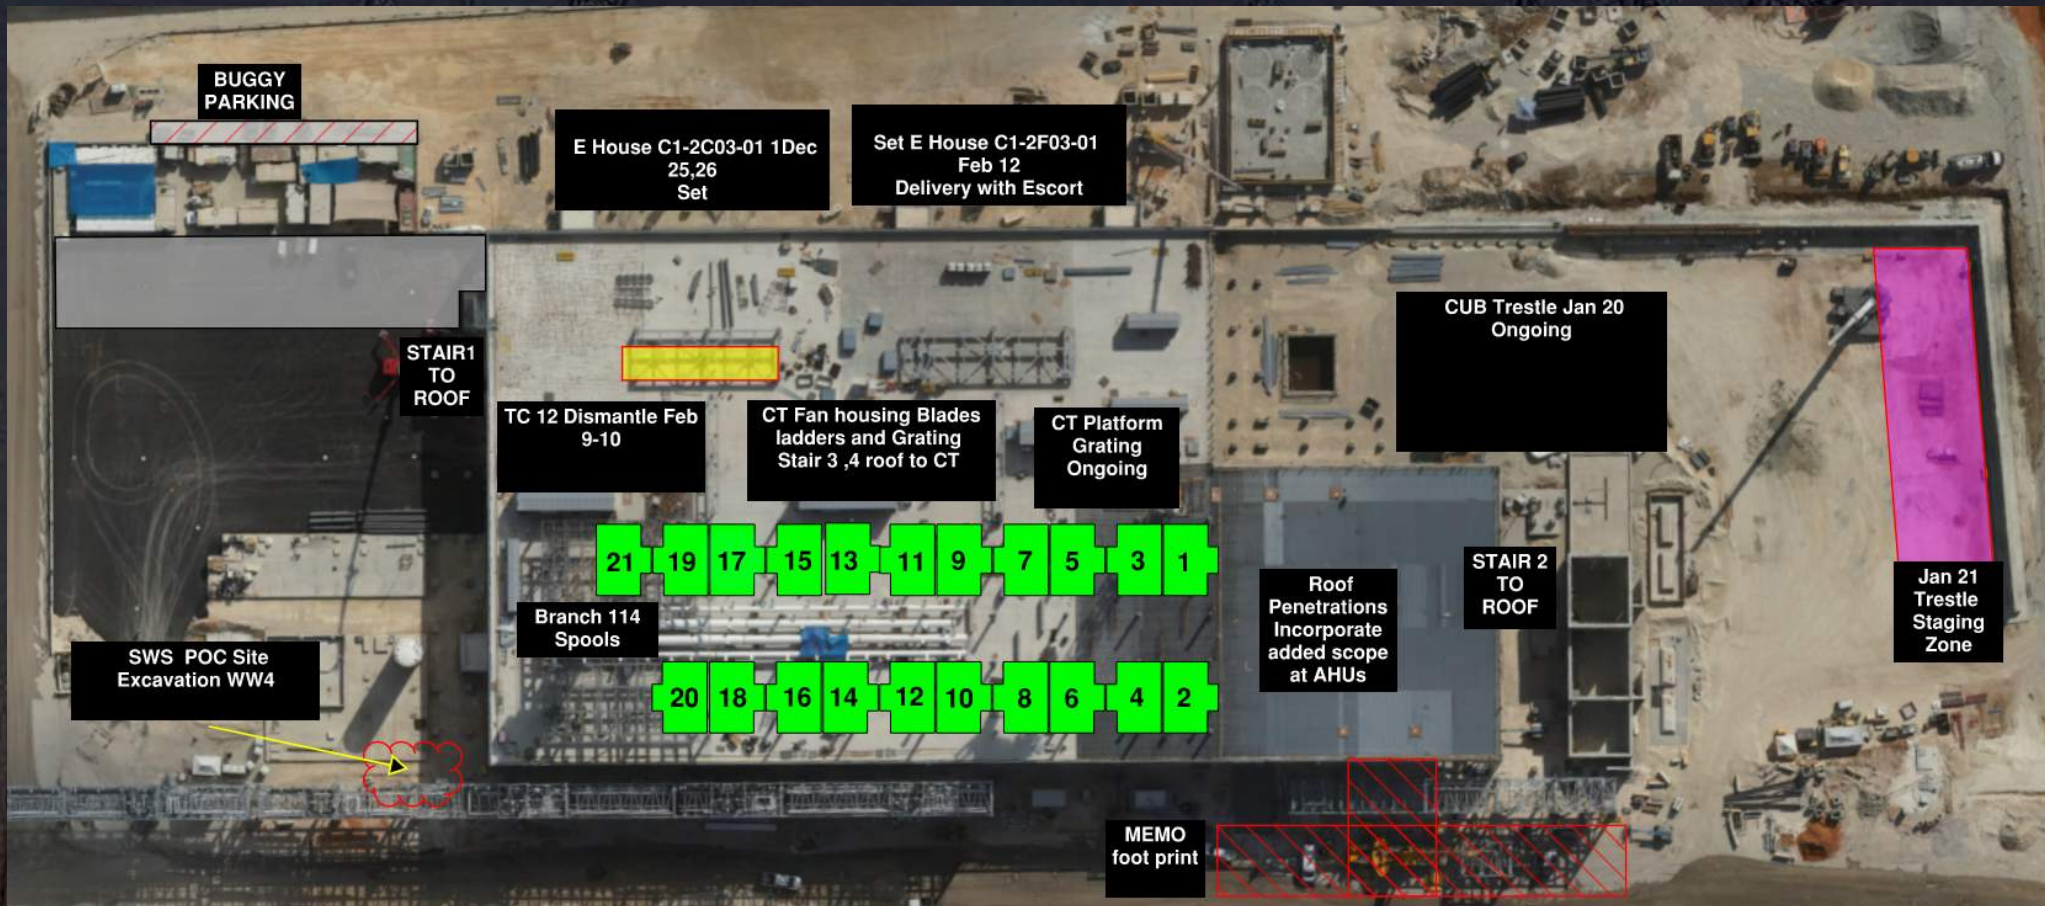 BUGGY
PARKING
E House C1-2C03-01 1Dec
25,26
Set
Set E House C1-2F03-01
Feb 12
Delivery with Escort
CUB Trestle Jan 20
Ongoing
STAIR1
TO
ROOF
TC 12 Dismantle Feb
9-10
CT Fan housing Blades
ladders and Grating
Stair 3 ,4 roof to CT
CT Platform
Grating
Ongoing
21 19 17 15 13 11 9 7 5 3 1
STAIR 2
TO
ROOF
Roof
Penetrations
Incorporate
added scope
at AHUs
Jan 21
Trestle
Staging
Zone
Branch 114
Spools
SWS POC Site
Excavation WW4
20 18 16 14 12 10 8 6 4 2
MEMO
foot print